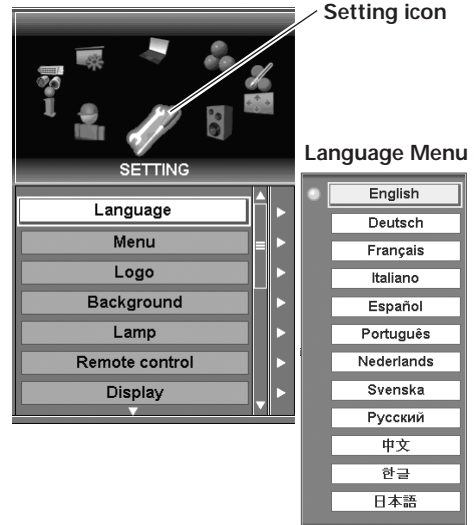 Setting icon
SETTING
Language
Menu
Logo
Background
Lamp
Remote control
Display
Language Menu
English
Deutsch
Français
Italiano
Español
Português
Nederlands
Svenska
Русский
中文
한글
日本語